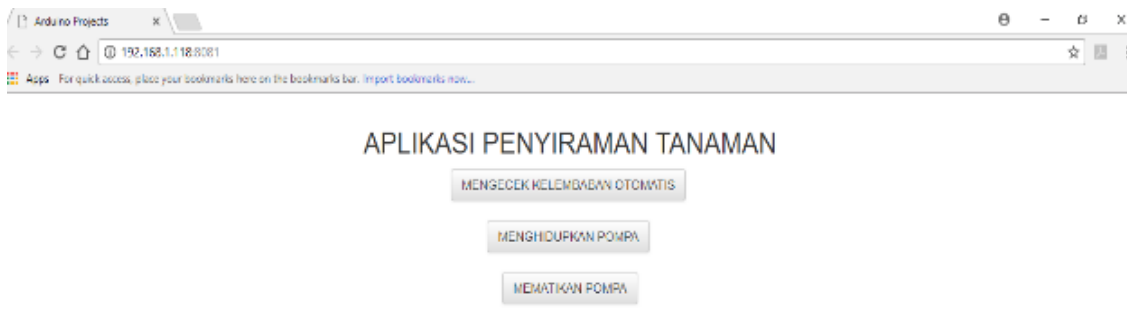 Arduino Projects
192.168.1.118:8081
Apps For quick access, place your bookmarks here on the bookmarks bar. Import bookmarks now...
APLIKASI PENYIRAMAN TANAMAN
MENGECEK KELEMBABAN OTOMATIS
MENGHIDUPKAN POMPA
MEMATIKAN POMPA